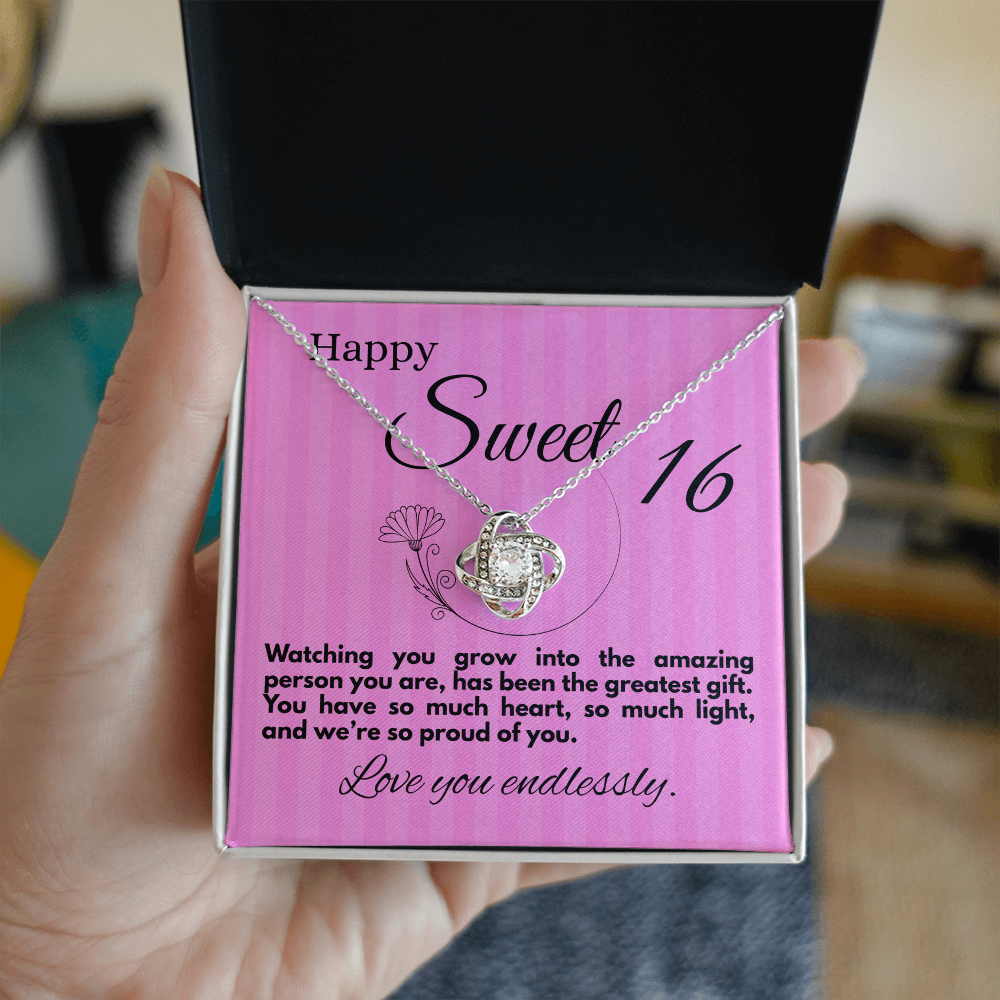 Happy
Sweet
16
Watching you grow into the amazing
person you are, has been the greatest gift.
You have so much heart, so much light,
and we're so proud of you.
Love you endlessly.